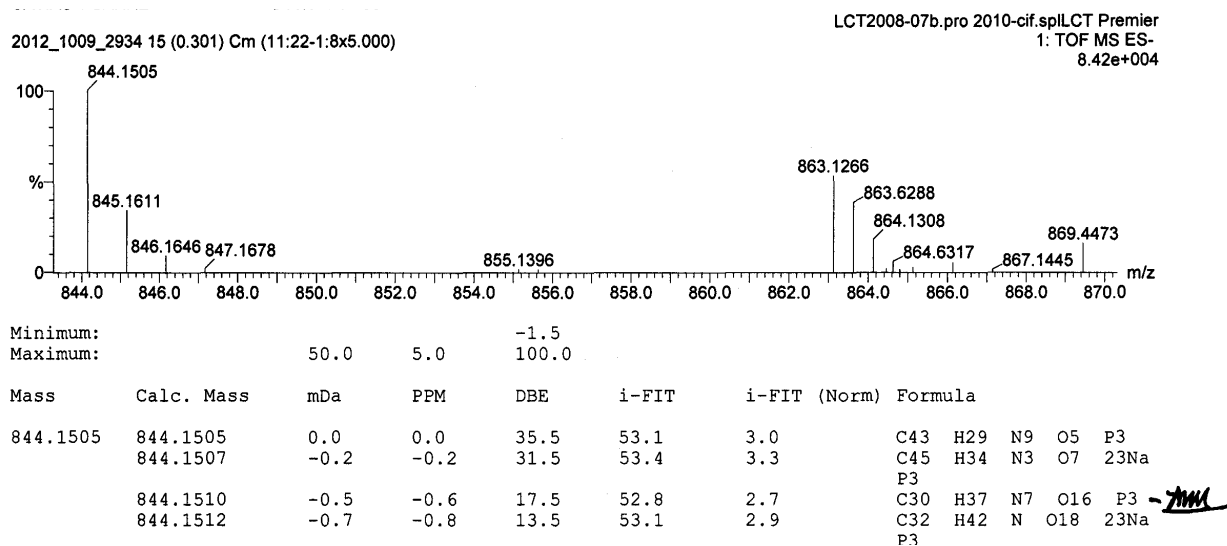 LCT2008-07b.pro 2010-cif.splLCT Premier
2012_1009_2934 15 (0.301) Cm (11:22-1:8x5.000)
1: TOF MS ES-
8.42e+004
844.1505
100
%
0
845.1611
846.1646
847.1678
855.1396
863.1266
863.6288
864.1308
864.6317
867.1445
869.4473
m/z
844.0 846.0 848.0 850.0 852.0 854.0 856.0 858.0 860.0 862.0 864.0 866.0 868.0 870.0
Minimum: -1.5
Maximum: 50.0 5.0 100.0
Mass Calc. Mass mDa PPM DBE i-FIT i-FIT (Norm) Formula
844.1505 844.1505 0.0 0.0 35.5 53.1 3.0 C43 H29 N9 O5 P3
844.1507 -0.2 -0.2 31.5 53.4 3.3 C45 H34 N3 O7 23Na
P3
844.1510 -0.5 -0.6 17.5 52.8 2.7 C30 H37 N7 O16 P3
844.1512 -0.7 -0.8 13.5 53.1 2.9 C32 H42 N O18 23Na
P3